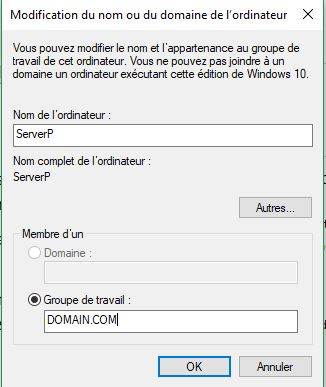 Modification du nom ou du domaine de l'ordinateur
Vous pouvez modifier le nom et l'appartenance au groupe de
travail de cet ordinateur. Vous ne pouvez pas joindre à un
domaine un ordinateur exécutant cette édition de Windows 10.
Nom de l'ordinateur :
ServerP
Nom complet de l'ordinateur :
ServerP
Autres...
Membre d'un
Domaine :
Groupe de travail :
DOMAIN.COM
OK
Annuler